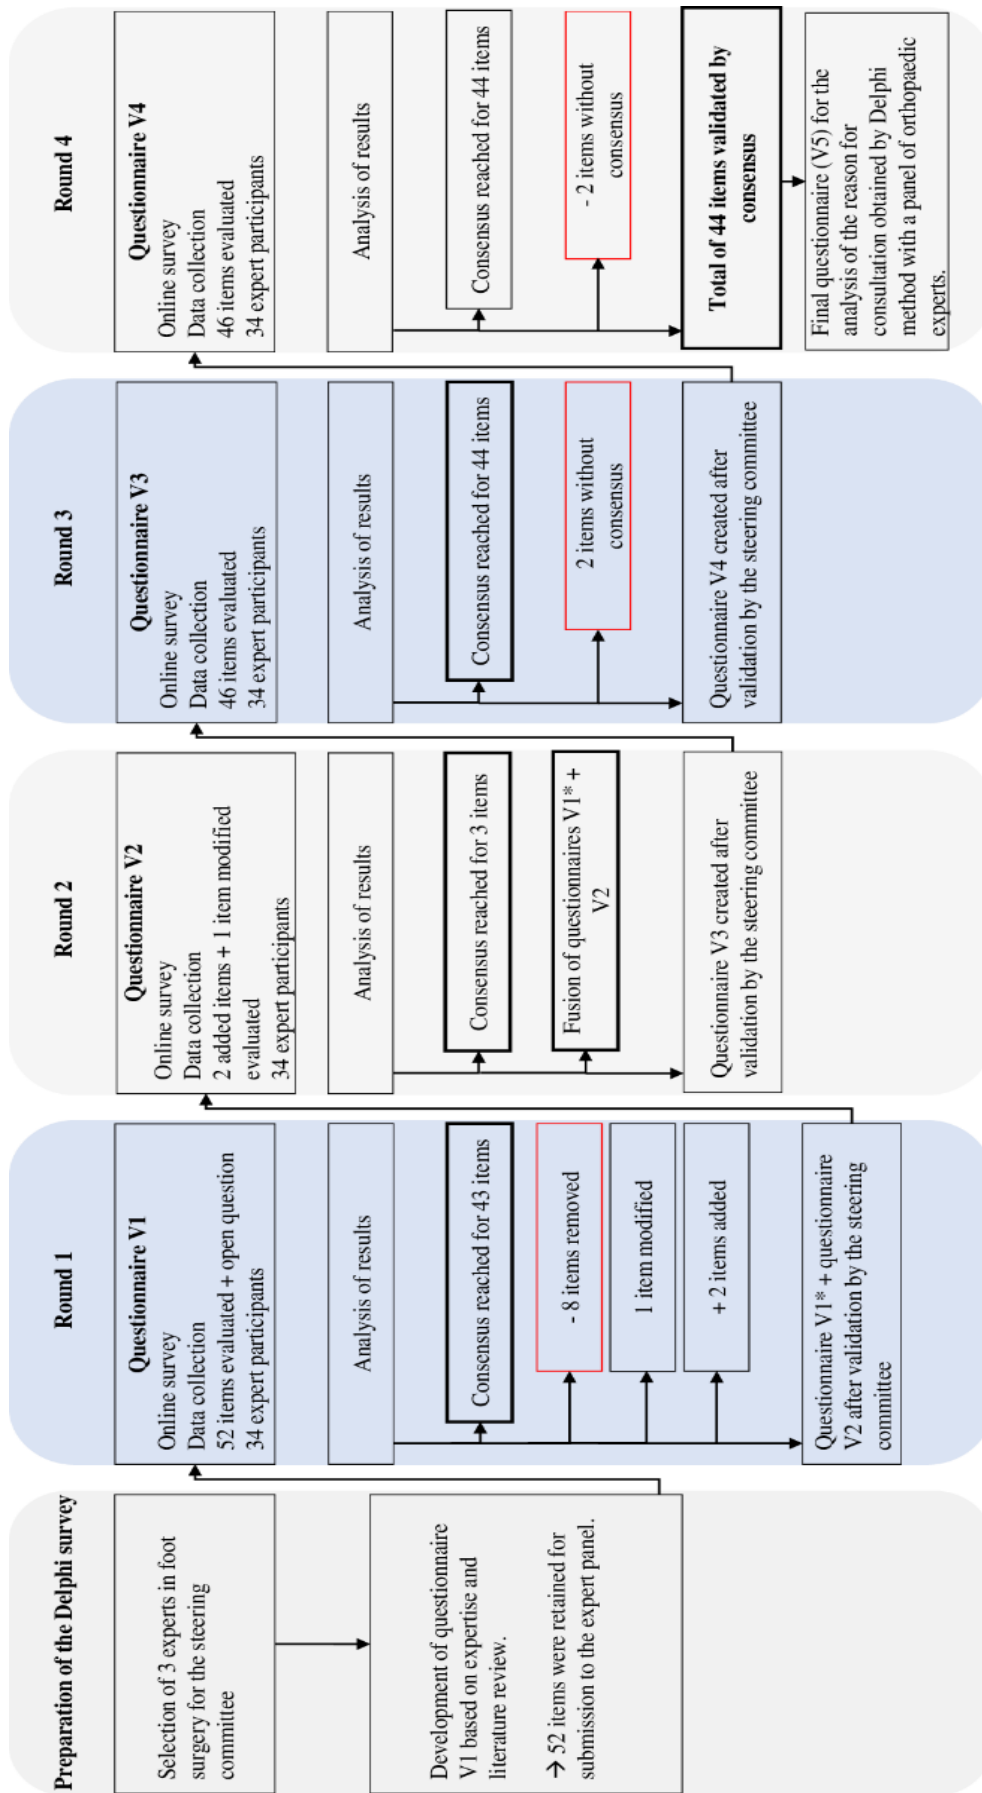 Preparation of the Delphi survey
Selection of 3 experts in foot
surgery for the steering
committee
Development of questionnaire
V1 based on expertise and
literature review.
→ 52 items were retained for
submission to the expert panel.
Round 1
Questionnaire V1
Online survey
Data collection
52 items evaluated + open question
34 expert participants
Analysis of results
Consensus reached for 43 items
- 8 items removed
1 item modified
+ 2 items added
Questionnaire V1* + questionnaire
V2 after validation by the steering
committee
Round 2
Questionnaire V2
Online survey
Data collection
2 added items + 1 item modified
evaluated
34 expert participants
Analysis of results
Consensus reached for 3 items
Fusion of questionnaires V1* +
V2
Questionnaire V3 created after
validation by the steering committee
Round 3
Questionnaire V3
Online survey
Data collection
46 items evaluated
34 expert participants
Analysis of results
Consensus reached for 44 items
2 items without
consensus
Questionnaire V4 created after
validation by the steering committee
Round 4
Questionnaire V4
Online survey
Data collection
46 items evaluated
34 expert participants
Analysis of results
Consensus reached for 44 items
- 2 items without
consensus
Total of 44 items validated by
consensus
Final questionnaire (V5) for the
analysis of the reason for
consultation obtained by Delphi
method with a panel of orthopaedic
experts.